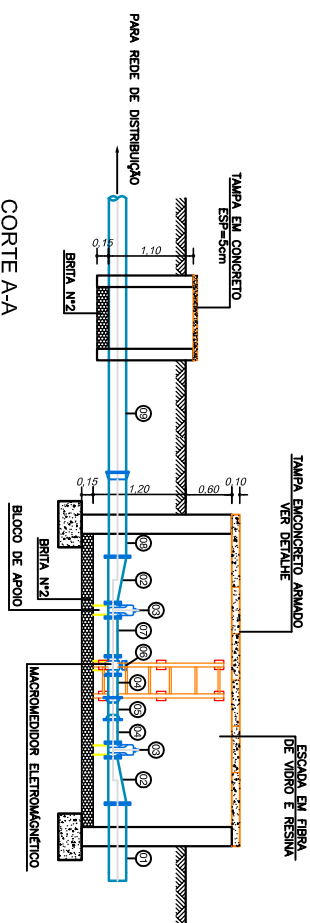 TAMPA EM CONCRETO
ESP=5cm
PARA REDE DE DISTRIBUIÇÃO
0,15
1,10
BRITA Nº2
CORTE A-A
TAMPA EMCONCRETO ARMADO
VER DETALHE
ESCADA EM FIBRA
DE VIDRO E RESINA
0,15
1,20
0,60
0,10
09
08
02
03
07
06
04
05
04
03
02
01
BRITA Nº2
BLOCO DE APOIO
MACROMEDIDOR ELETROMAGNÉTICO